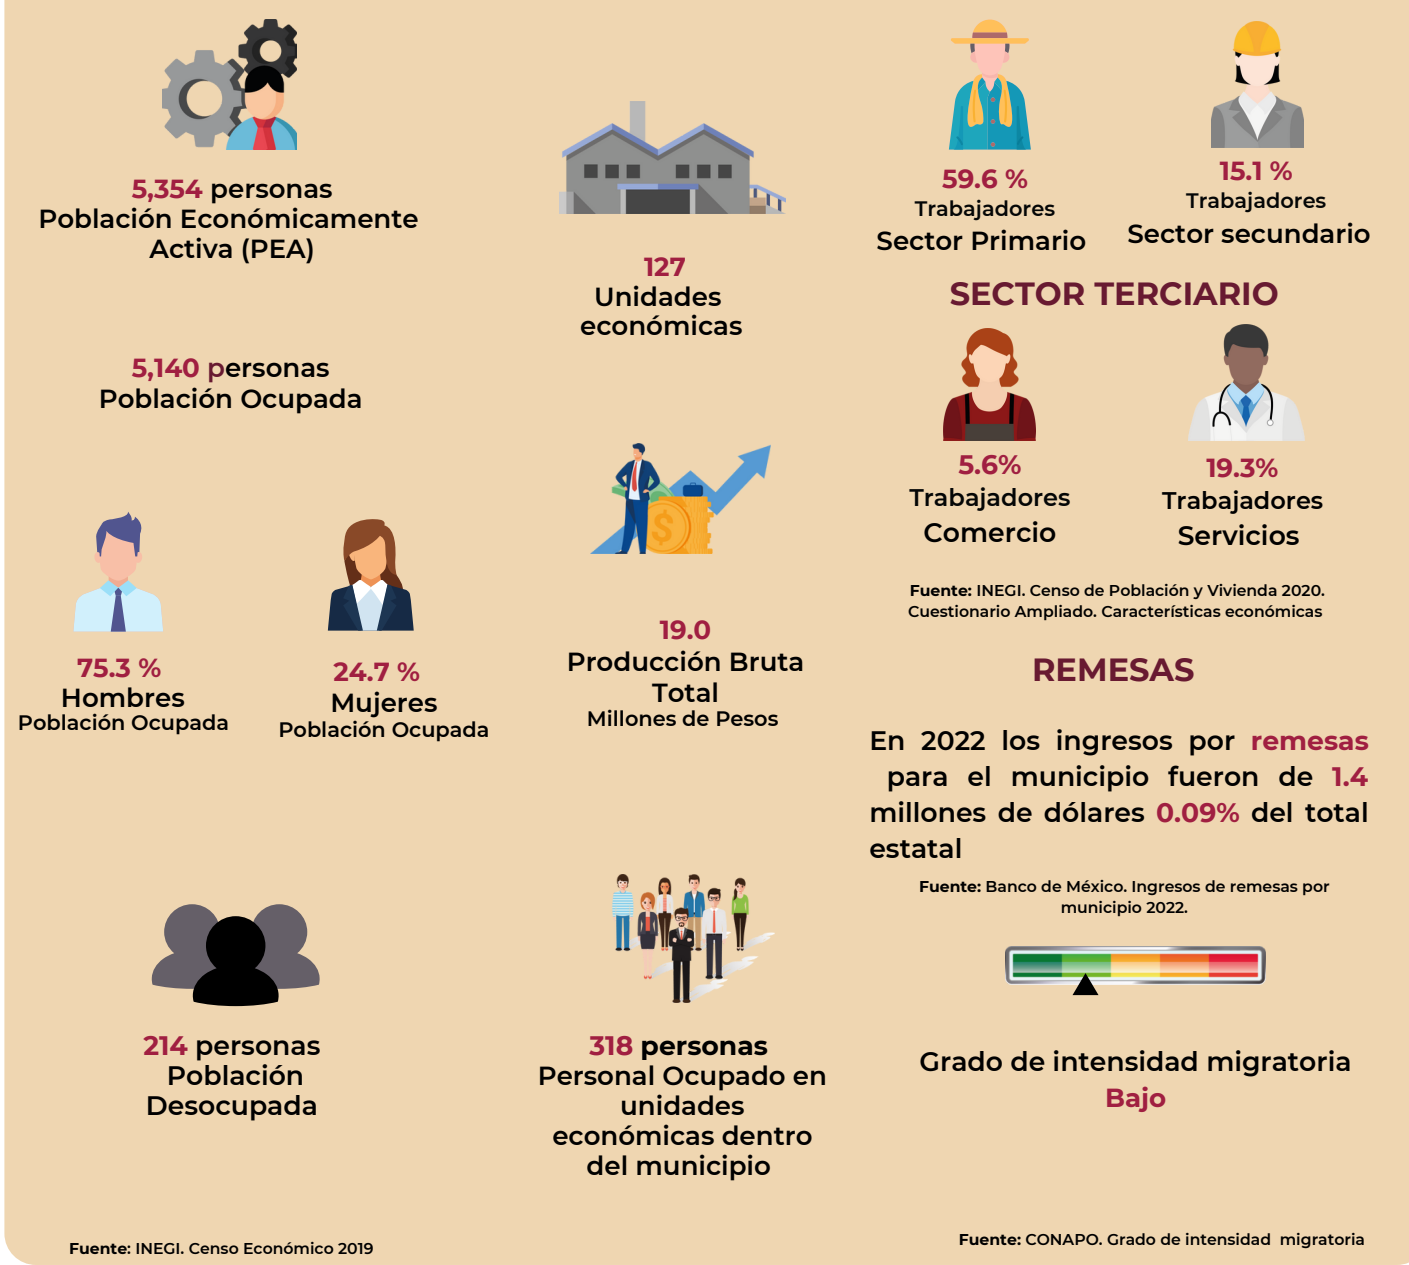 5,354 personas
Población Económicamente
Activa (PEA)
5,140 personas
Población Ocupada
75.3 %
Hombres
Población Ocupada
24.7 %
Mujeres
Población Ocupada
214 personas
Población
Desocupada
Fuente: INEGI. Censo Económico 2019
127
Unidades
económicas
19.0
Producción Bruta
Total
Millones de Pesos
318 personas
Personal Ocupado en
unidades
económicas dentro
del municipio
59.6 %
Trabajadores
Sector Primario
15.1 %
Trabajadores
Sector secundario
SECTOR TERCIARIO
5.6%
Trabajadores
Comercio
19.3%
Trabajadores
Servicios
Fuente: INEGI. Censo de Población y Vivienda 2020.
Cuestionario Ampliado. Características económicas
REMESAS
En 2022 los ingresos por remesas
para el municipio fueron de 1.4
millones de dólares 0.09% del total
estatal
Fuente: Banco de México. Ingresos de remesas por
municipio 2022.
Grado de intensidad migratoria
Bajo
Fuente: CONAPO. Grado de intensidad migratoria